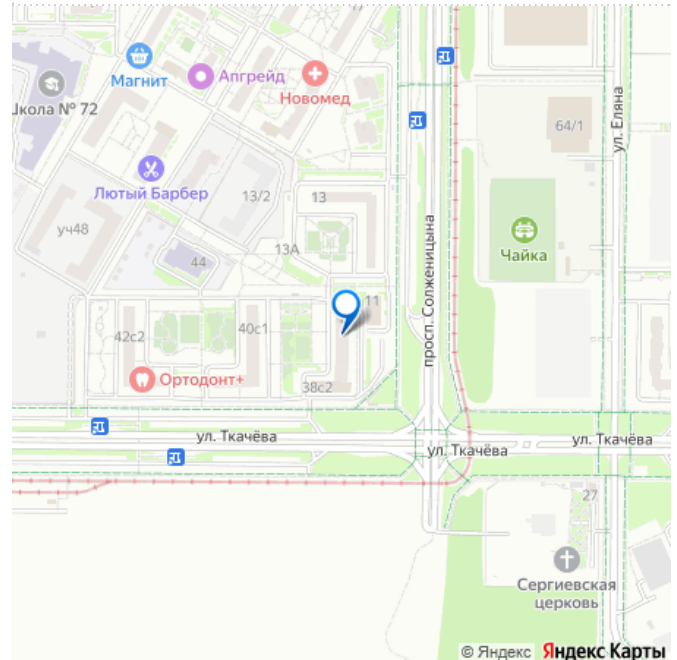 17
Магнит
Апгрейд
Новомед
Школа № 72
64/1
ул. Еляна
Лютый Барбер
13/2
13
уч48
просп. Солженицына
Чайка
13А
44
11
42с2
40с1
Ортодонт+
38с2
ул. Ткачёва
ул. Ткачёва
ул. Ткачёва
27
Сергиевская
церковь
© Яндекс Яндекс Карты